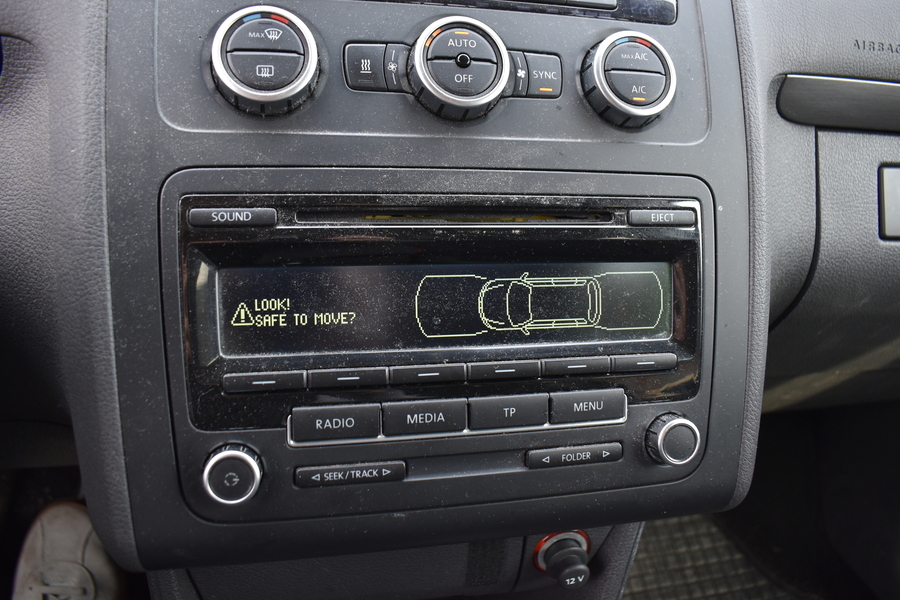 MAX
AUTO
OFF
SYNC
MAX A/C
A/C
AIRBAG
SOUND
EJECT
LOOK!
SAFE TO MOVE?
RADIO
MEDIA
TP
MENU
SEEK/TRACK
FOLDER
12 V